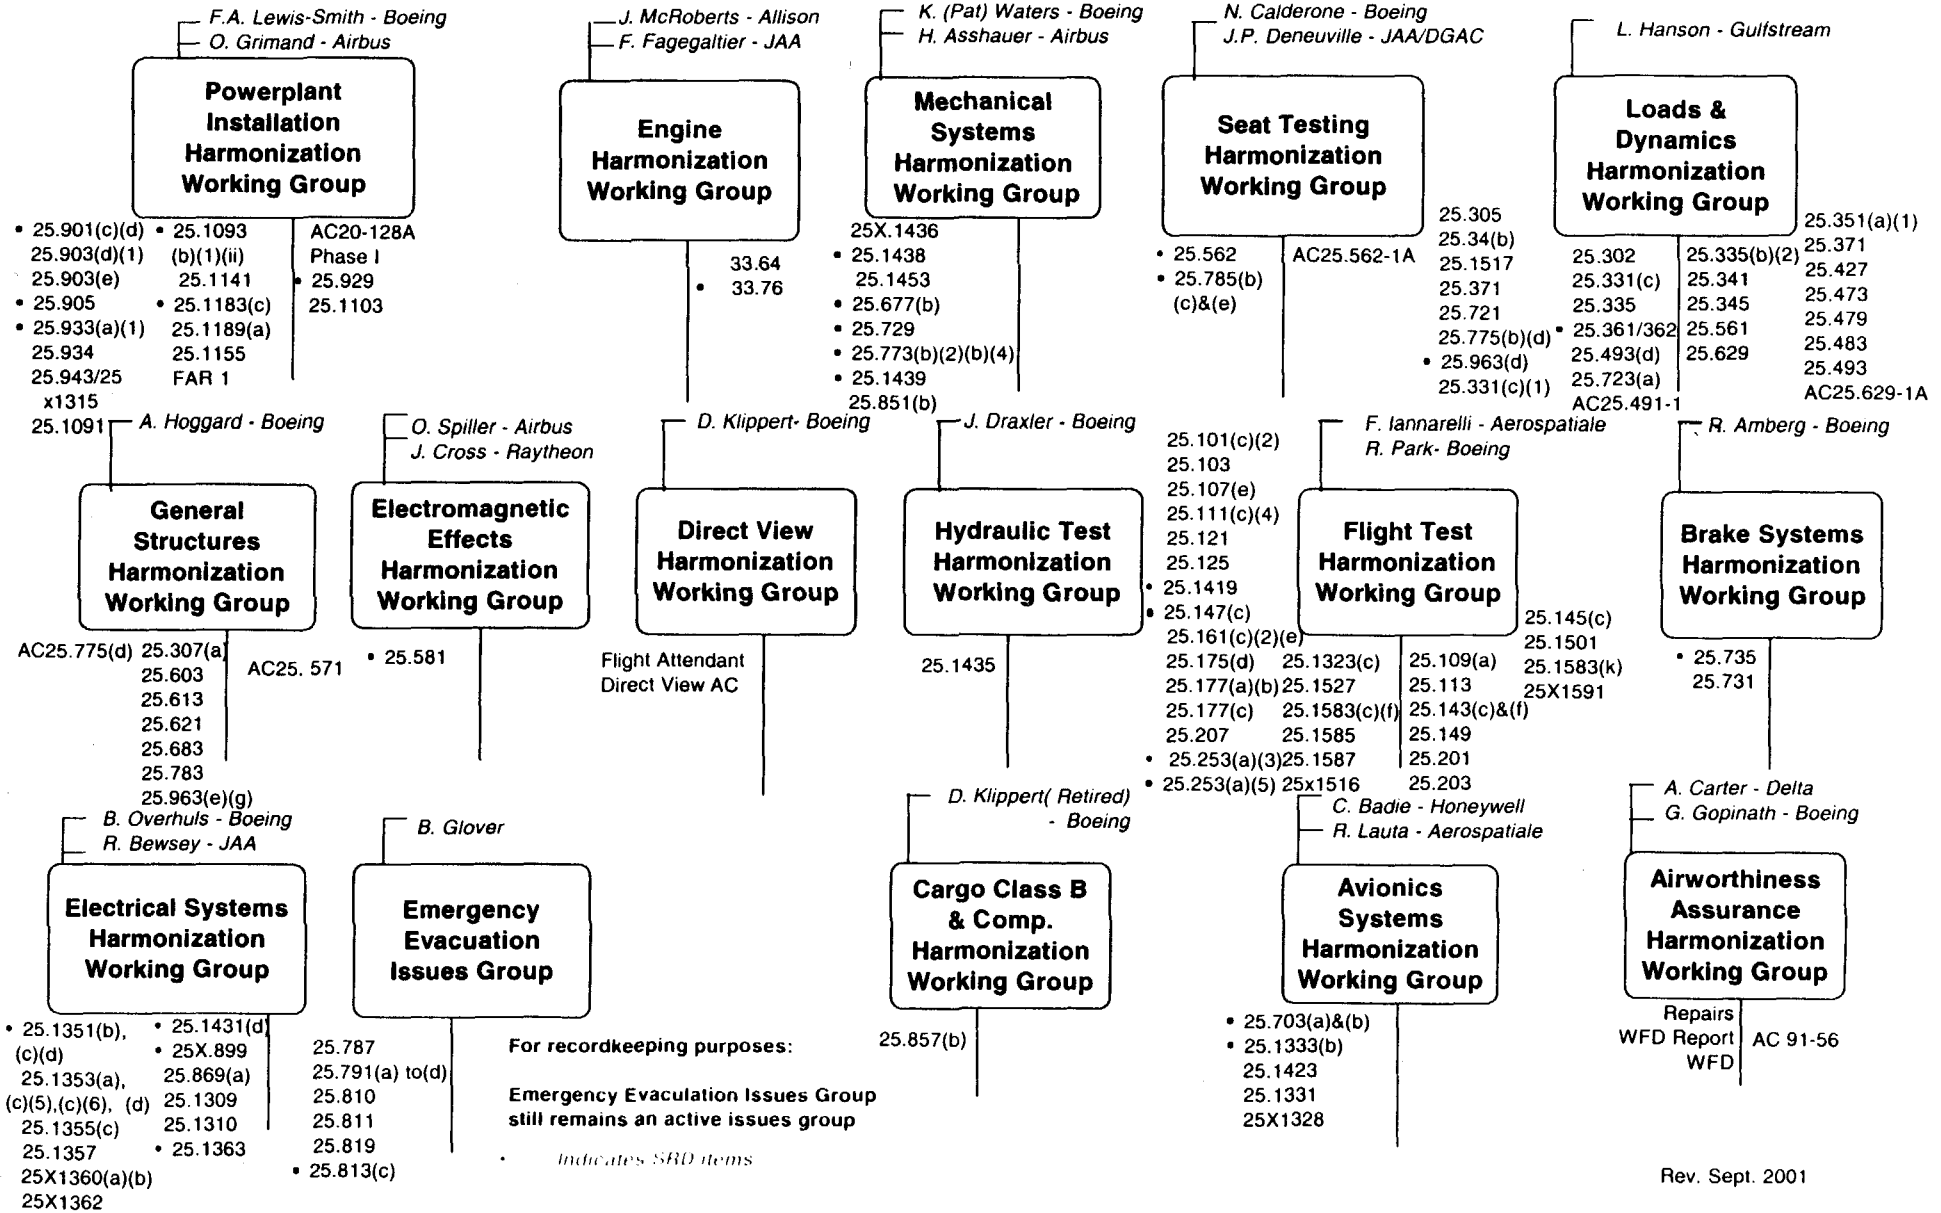 F.A. Lewis-Smith - Boeing
O. Grimand - Airbus
Powerplant
Installation
Harmonization
Working Group
• 25.901(c)(d)
25.903(d)(1)
25.903(e)
• 25.905
• 25.933(a)(1)
25.934
25.943/25
x1315
25.1091
• 25.1093
(b)(1)(ii)
25.1141
• 25.1183(c)
25.1189(a)
25.1155
FAR 1
AC20-128A
Phase I
• 25.929
25.1103
J. McRoberts - Allison
F. Fagegaltier - JAA
Engine
Harmonization
Working Group
33.64
• 33.76
K. (Pat) Waters - Boeing
H. Asshauer - Airbus
Mechanical
Systems
Harmonization
Working Group
25X.1436
• 25.1438
25.1453
• 25.677(b)
• 25.729
• 25.773(b)(2)(b)(4)
• 25.1439
25.851(b)
N. Calderone - Boeing
J.P. Deneuville - JAA/DGAC
Seat Testing
Harmonization
Working Group
• 25.562
• 25.785(b)
(c)&(e)
AC25.562-1A
L. Hanson - Gulfstream
Loads &
Dynamics
Harmonization
Working Group
25.305
25.34(b)
25.1517
25.371
25.721
25.775(b)(d)
• 25.963(d)
25.331(c)(1)
25.302
25.331(c)
25.335
• 25.361/362
25.493(d)
25.723(a)
AC25.491-1
25.335(b)(2)
25.341
25.345
25.561
25.629
25.351(a)(1)
25.371
25.427
25.473
25.479
25.483
25.493
AC25.629-1A
A. Hoggard - Boeing
General
Structures
Harmonization
Working Group
AC25.775(d)
25.307(a)
25.603
25.613
25.621
25.683
25.783
25.963(e)(g)
AC25. 571
O. Spiller - Airbus
J. Cross - Raytheon
Electromagnetic
Effects
Harmonization
Working Group
• 25.581
D. Klippert- Boeing
Direct View
Harmonization
Working Group
Flight Attendant
Direct View AC
J. Draxler - Boeing
Hydraulic Test
Harmonization
Working Group
25.1435
F. Iannarelli - Aerospatiale
R. Park- Boeing
Flight Test
Harmonization
Working Group
25.101(c)(2)
25.103
25.107(e)
25.111(c)(4)
25.121
25.125
• 25.1419
• 25.147(c)
25.161(c)(2)(e)
25.175(d)
25.177(a)(b)
25.177(c)
25.207
• 25.253(a)(3)
• 25.253(a)(5)
25.1323(c)
25.1527
25.1583(c)(f)
25.1585
25.1587
25x1516
25.109(a)
25.113
25.143(c)&(f)
25.149
25.201
25.203
25.145(c)
25.1501
25.1583(k)
25X1591
R. Amberg - Boeing
Brake Systems
Harmonization
Working Group
• 25.735
25.731
B. Overhuls - Boeing
R. Bewsey - JAA
Electrical Systems
Harmonization
Working Group
• 25.1351(b),
(c)(d)
25.1353(a),
(c)(5),(c)(6), (d)
25.1355(c)
25.1357
25X1360(a)(b)
25X1362
• 25.1431(d)
• 25X.899
25.869(a)
25.1309
25.1310
• 25.1363
B. Glover
Emergency
Evacuation
Issues Group
25.787
25.791(a) to(d)
25.810
25.811
25.819
• 25.813(c)
For recordkeeping purposes:
Emergency Evaculation Issues Group
still remains an active issues group
• Indicates SRD items
D. Klippert( Retired)
- Boeing
Cargo Class B
& Comp.
Harmonization
Working Group
25.857(b)
C. Badie - Honeywell
R. Lauta - Aerospatiale
Avionics
Systems
Harmonization
Working Group
• 25.703(a)&(b)
• 25.1333(b)
25.1423
25.1331
25X1328
A. Carter - Delta
G. Gopinath - Boeing
Airworthiness
Assurance
Harmonization
Working Group
Repairs
WFD Report
WFD
AC 91-56
Rev. Sept. 2001